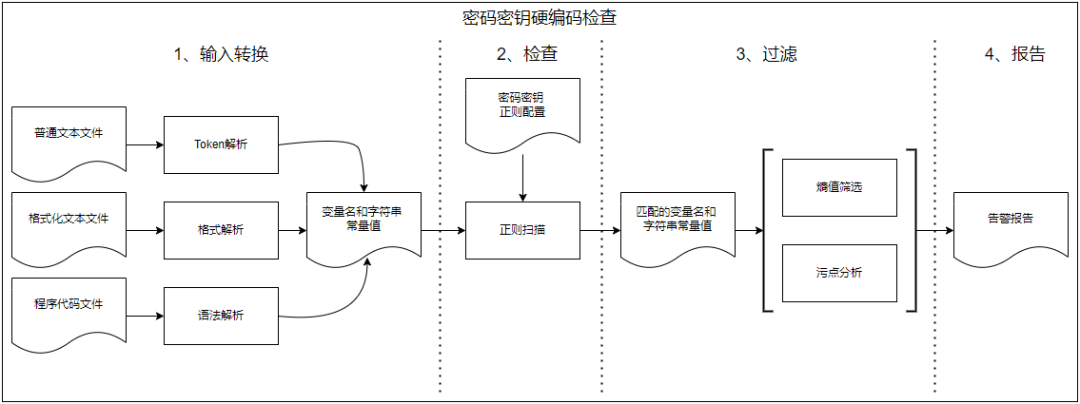 密码密钥硬编码检查
1、输入转换
2、检查
3、过滤
4、报告
普通文本文件
Token解析
格式化文本文件
格式解析
程序代码文件
语法解析
变量名和字符串
常量值
密码密钥
正则配置
正则扫描
匹配的变量名和
字符串常量值
熵值筛选
污点分析
告警报告